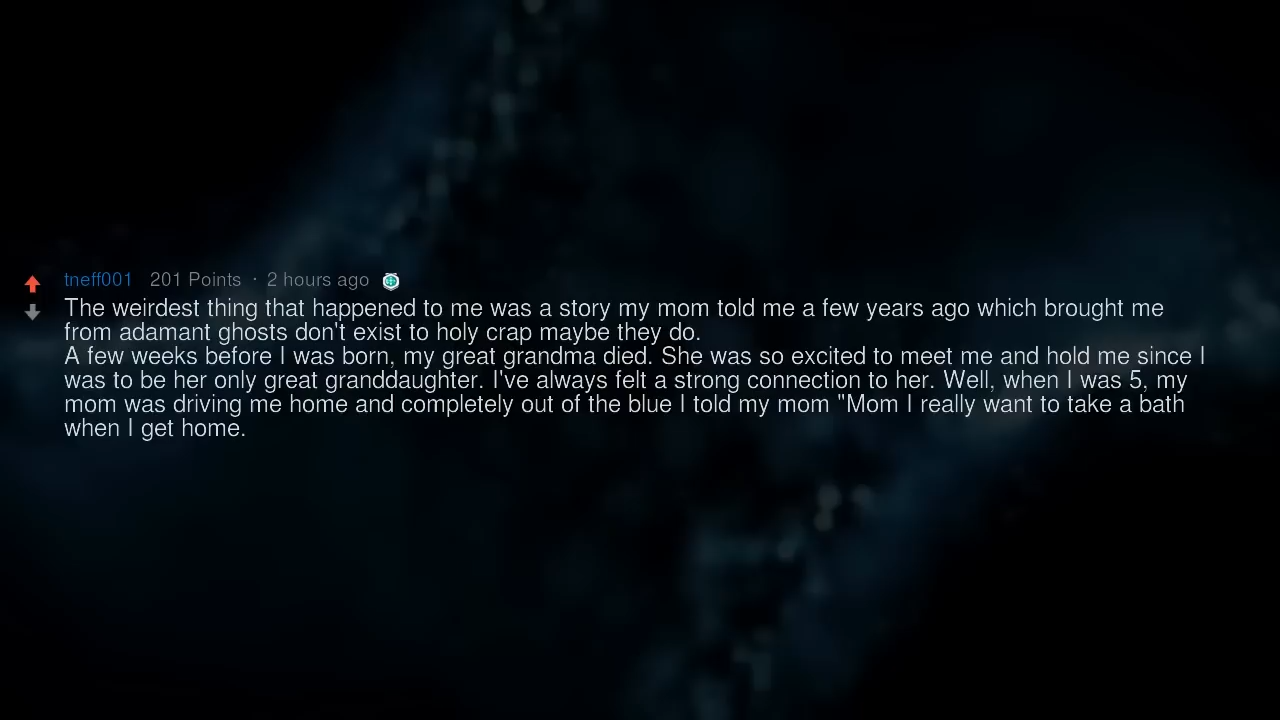 tneff001 201 Points · 2 hours ago
The weirdest thing that happened to me was a story my mom told me a few years ago which brought me
from adamant ghosts don't exist to holy crap maybe they do.
A few weeks before I was born, my great grandma died. She was so excited to meet me and hold me since I
was to be her only great granddaughter. I've always felt a strong connection to her. Well, when I was 5, my
mom was driving me home and completely out of the blue I told my mom "Mom I really want to take a bath
when I get home.